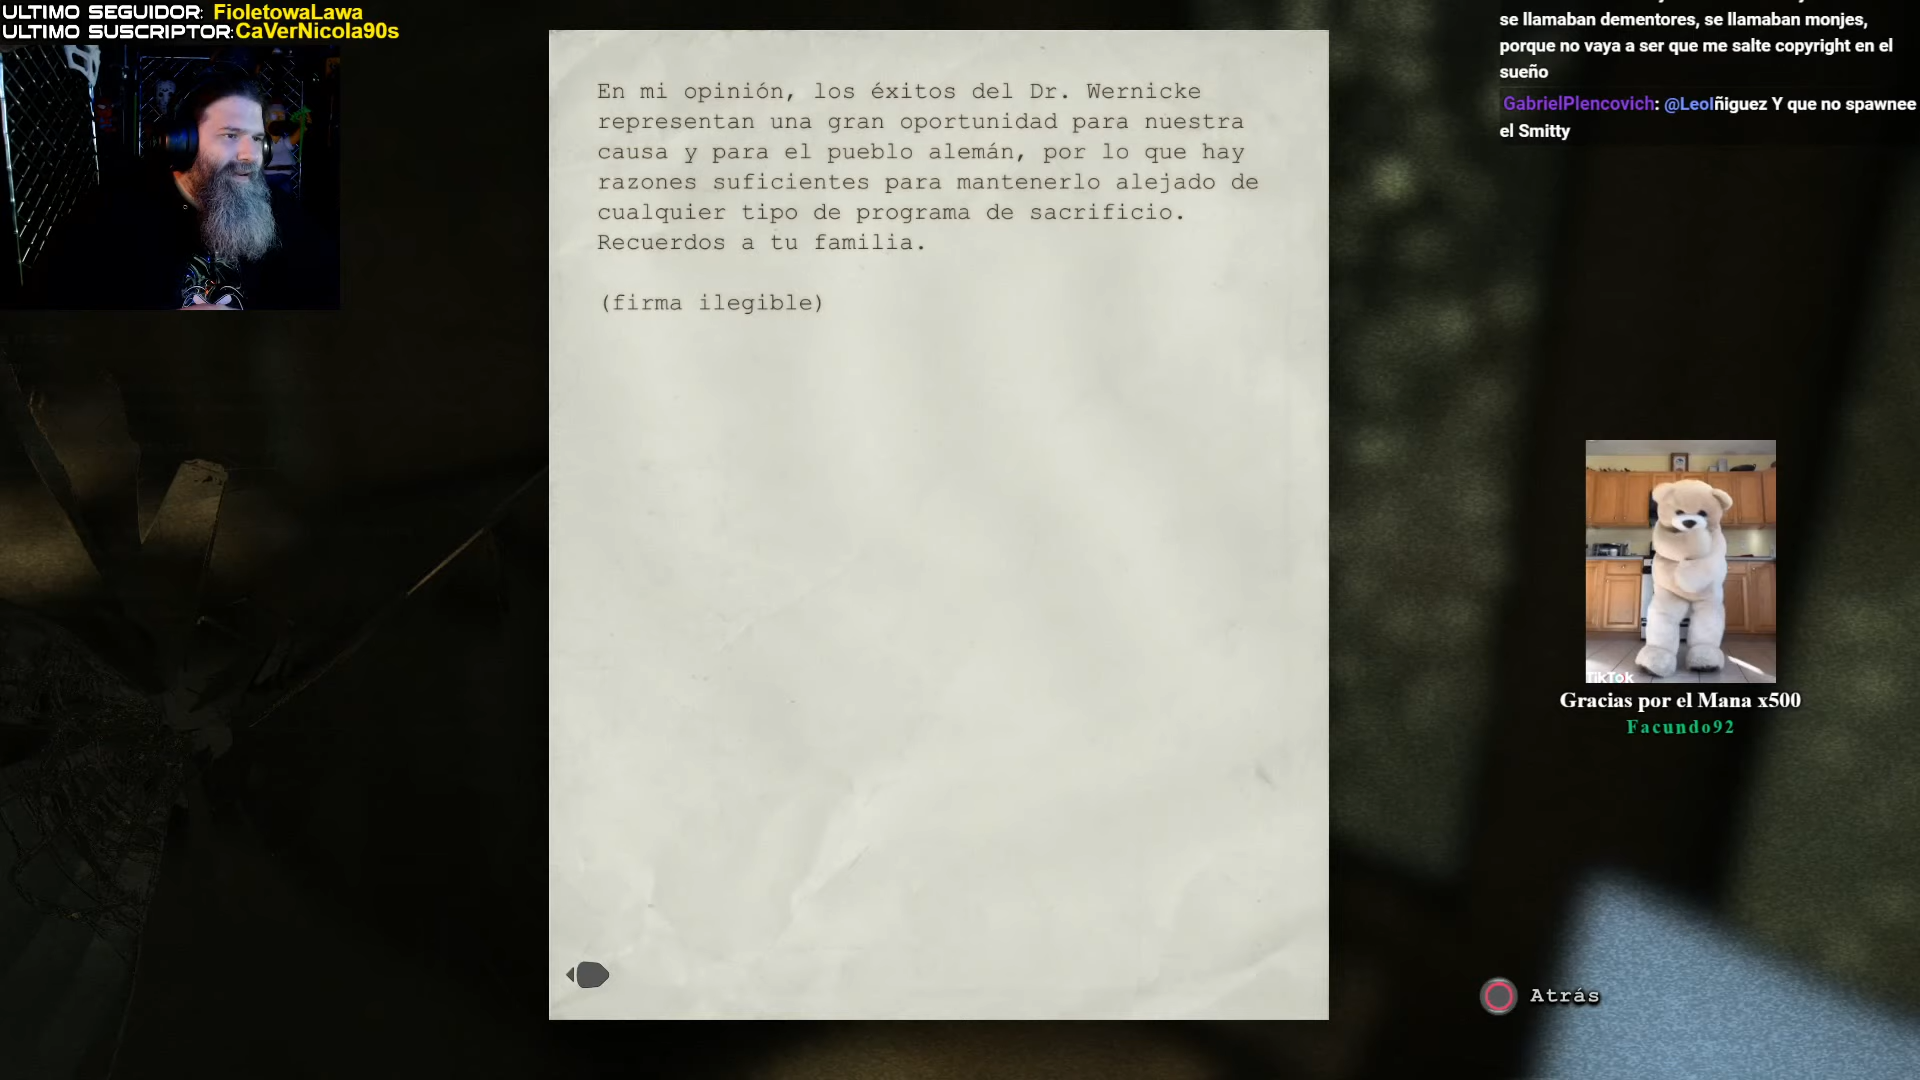 ULTIMO SEGUIDOR: FioletowaLawa
ULTIMO SUSCRIPTOR:CaVerNicola90s
se llamaban dementores, se llamaban monjes,
porque no vaya a ser que me salte copyright en el
sueño
GabrielPlencovich: @LeoIñiguez Y que no spawnee
el Smitty
En mi opinión, los éxitos del Dr. Wernicke
representan una gran oportunidad para nuestra
causa y para el pueblo alemán, por lo que hay
razones suficientes para mantenerlo alejado de
cualquier tipo de programa de sacrificio.
Recuerdos a tu familia.
(firma ilegible)
TikTok
Gracias por el Mana x500
Facundo92
Atrás